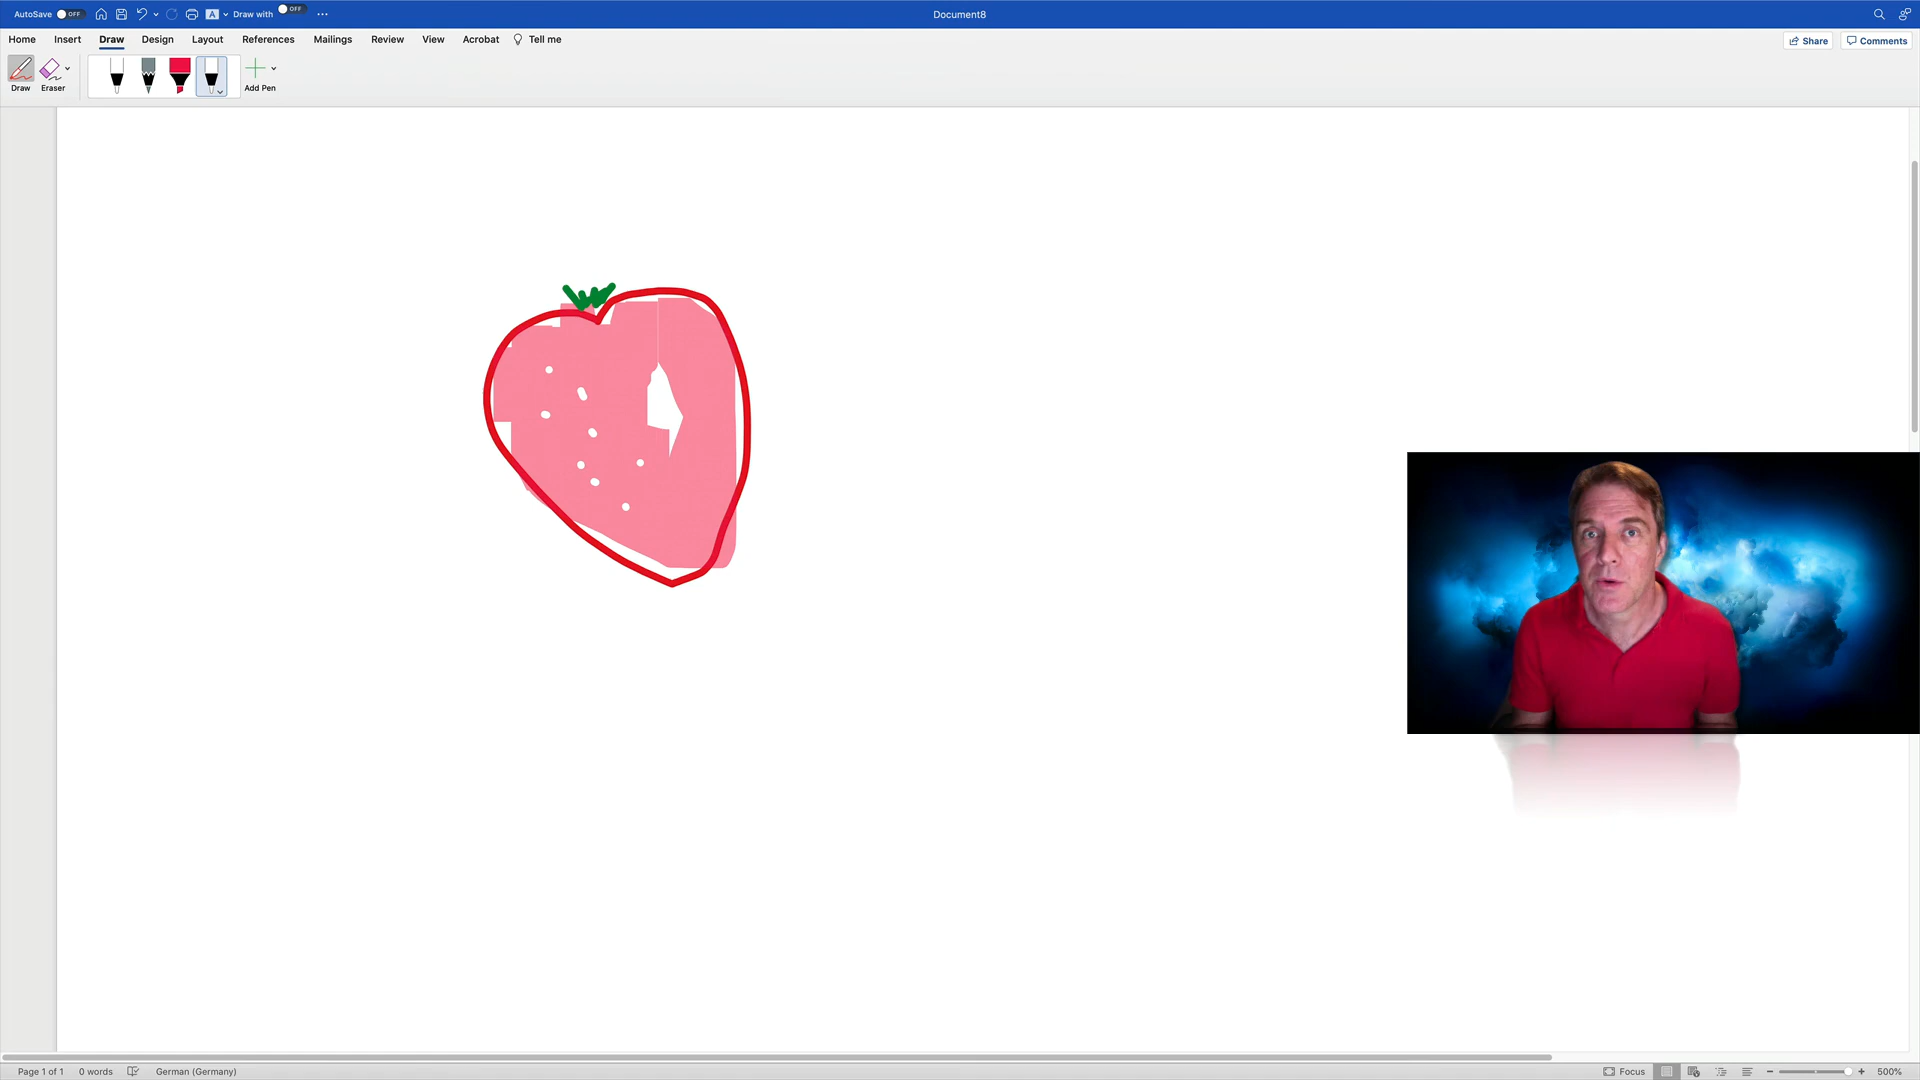 AutoSave OFF A Draw with OFF ... Document8
Home Insert Draw Design Layout References Mailings Review View Acrobat Tell me Share Comments
Draw Eraser Add Pen
Page 1 of 1 0 words German (Germany) Focus 500%